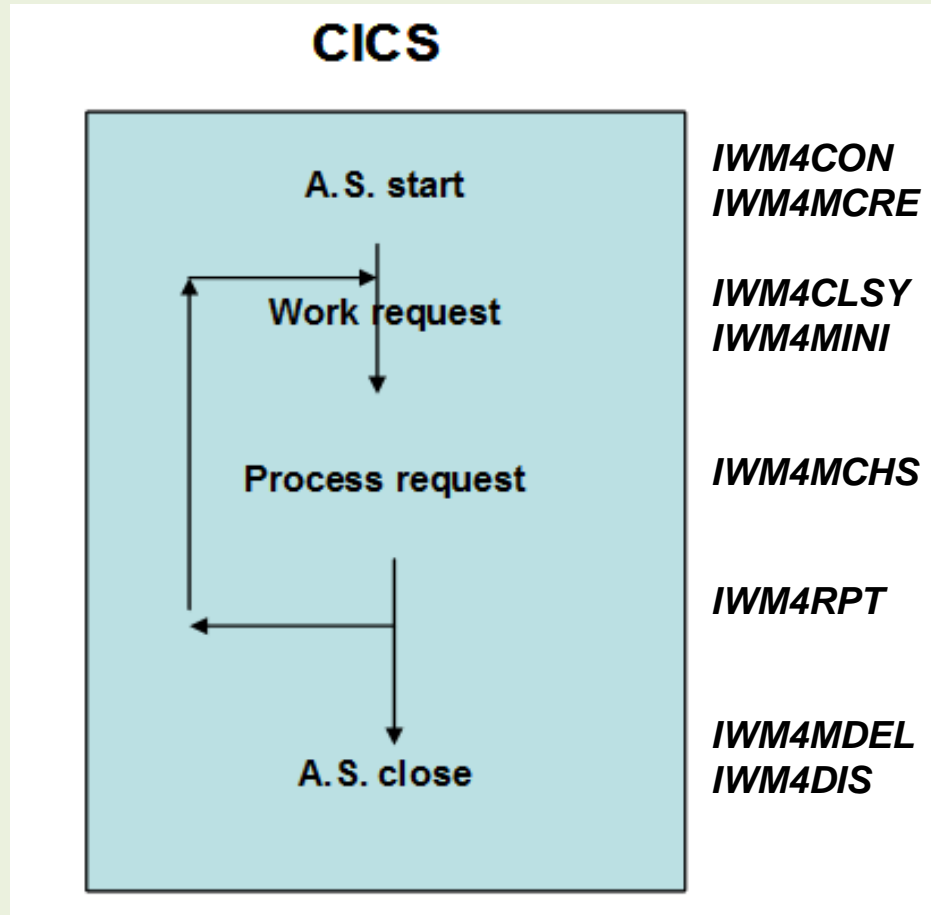 CICS
A.S. start
IWM4CON
IWM4MCRE
Work request
IWM4CLSY
IWM4MINI
Process request
IWM4MCHS
IWM4RPT
A.S. close
IWM4MDEL
IWM4DIS